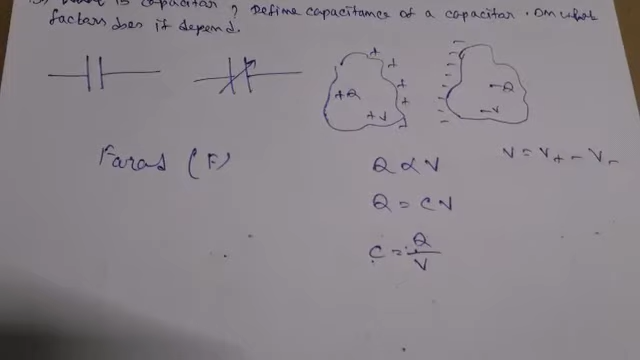 is capacitor ? Define capacitance of a capacitor . On what
factors does it depend.
+ + + + +
+Q
+V
-Q
-V
Farad (F)
Q ∝ V
V = V+ - V-
Q = CV
C = Q/V